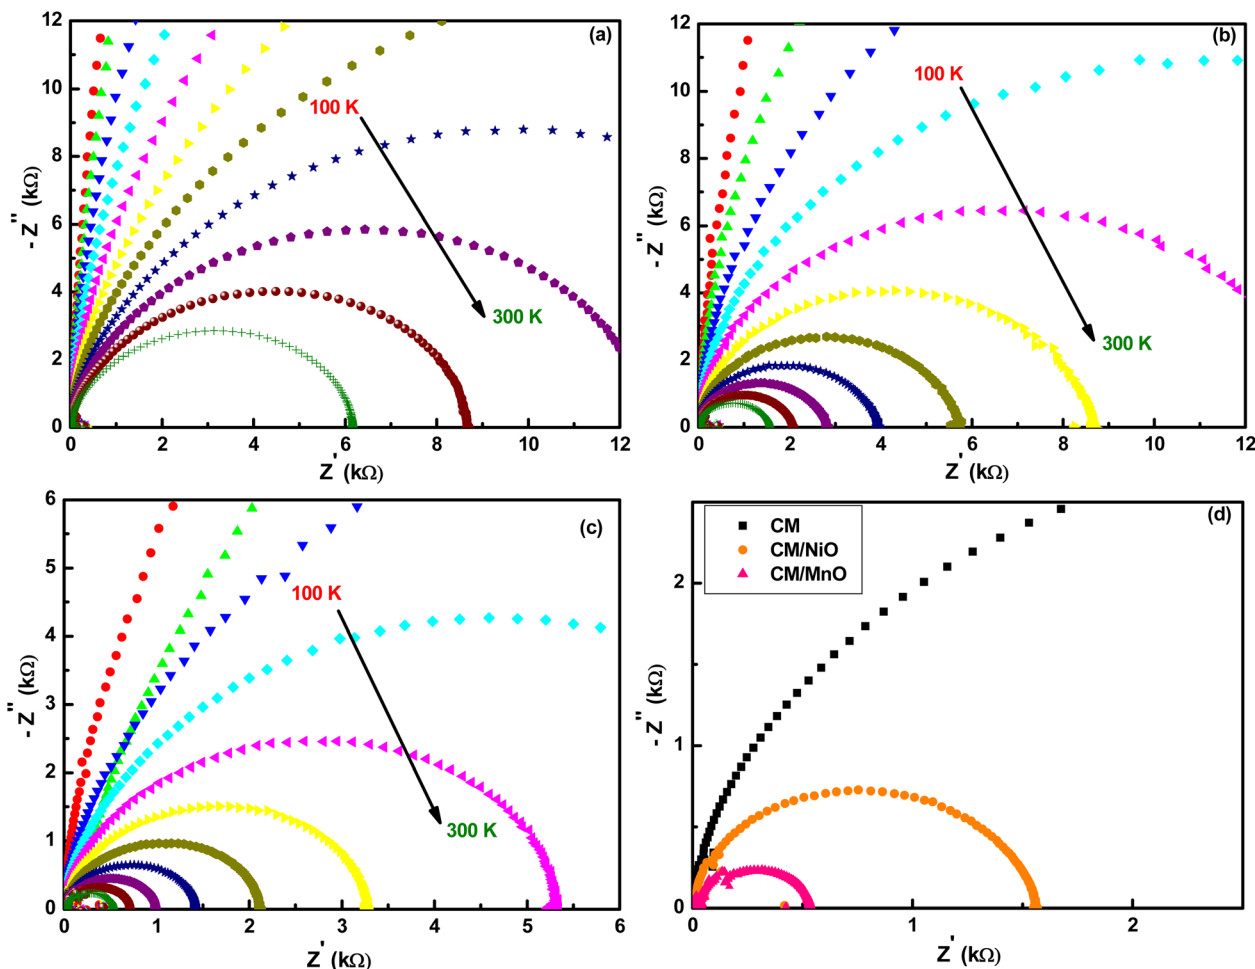 (a)
12
10
8
6
4
2
0
- Z'' (kΩ)
100 K
300 K
0 2 4 6 8 10 12
Z' (kΩ)
(b)
12
10
8
6
4
2
0
- Z'' (kΩ)
100 K
300 K
0 2 4 6 8 10 12
Z' (kΩ)
(c)
6
5
4
3
2
1
0
- Z'' (kΩ)
100 K
300 K
0 1 2 3 4 5 6
Z' (kΩ)
(d)
CM
CM/NiO
CM/MnO
2
1
0
- Z'' (kΩ)
0 1 2
Z' (kΩ)